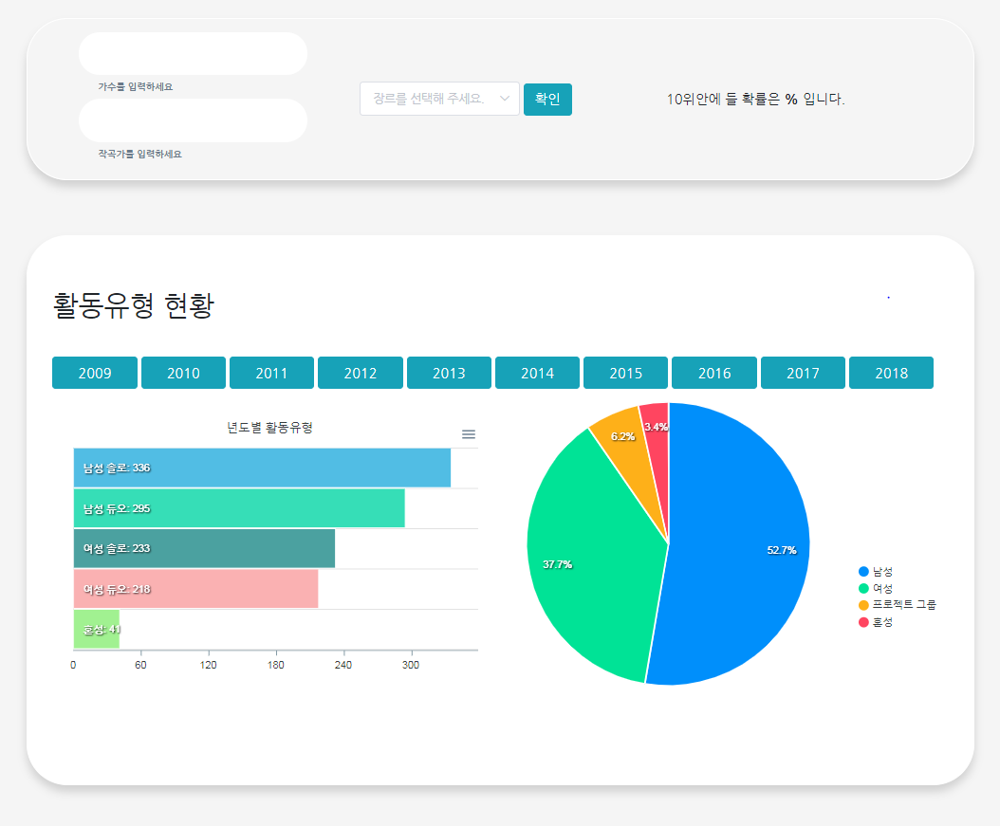 가수를 입력하세요
작곡가를 입력하세요
장르를 선택해 주세요.
확인
10위안에 들 확률은 % 입니다.
활동유형 현황
2009 2010 2011 2012 2013 2014 2015 2016 2017 2018
년도별 활동유형
남성 솔로: 336
남성 듀오: 295
여성 솔로: 233
여성 듀오: 218
혼성: 41
0 60 120 180 240 300
3.4%
6.2%
52.7%
37.7%
남성
여성
프로젝트 그룹
혼성